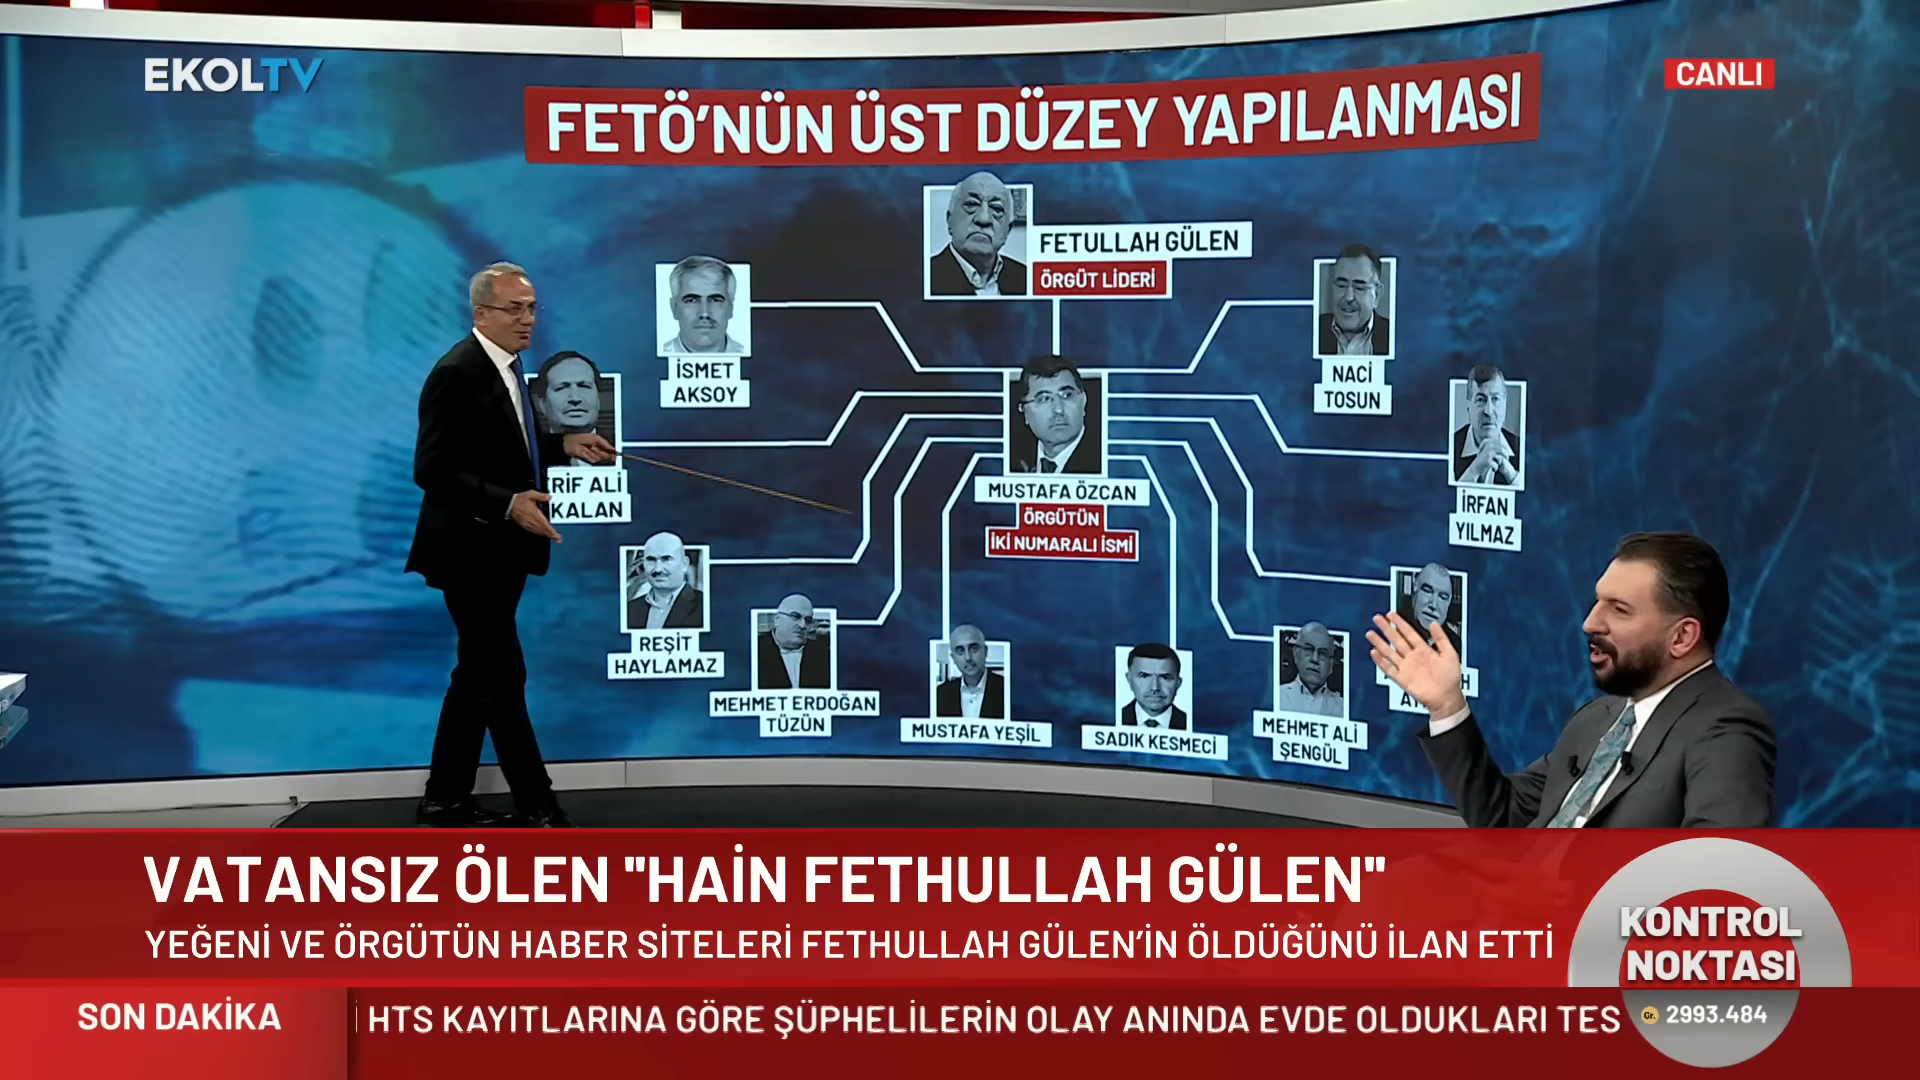 EKOLTV
CANLI
FETÖ'NÜN ÜST DÜZEY YAPILANMASI
FETULLAH GÜLEN
ÖRGÜT LİDERİ
İSMET
AKSOY
NACİ
TOSUN
ALİ
MUSTAFA ÖZCAN
ÖRGÜTÜN
İKİ NUMARALI İSMİ
İRFAN
YILMAZ
REŞİT
HAYLAMAZ
MEHMET ERDOĞAN
TÜZÜN
MUSTAFA YEŞİL
SADIK KESMECİ
MEHMET ALİ
ŞENGÜL
VATANSIZ ÖLEN "HAİN FETHULLAH GÜLEN"
YEĞENİ VE ÖRGÜTÜN HABER SİTELERİ FETHULLAH GÜLEN'İN ÖLDÜĞÜNÜ İLAN ETTİ
KONTROL
NOKTASI
SON DAKİKA
HTS KAYITLARINA GÖRE ŞÜPHELİLERİN OLAY ANINDA EVDE OLDUKLARI TES
Gr. 2993.484